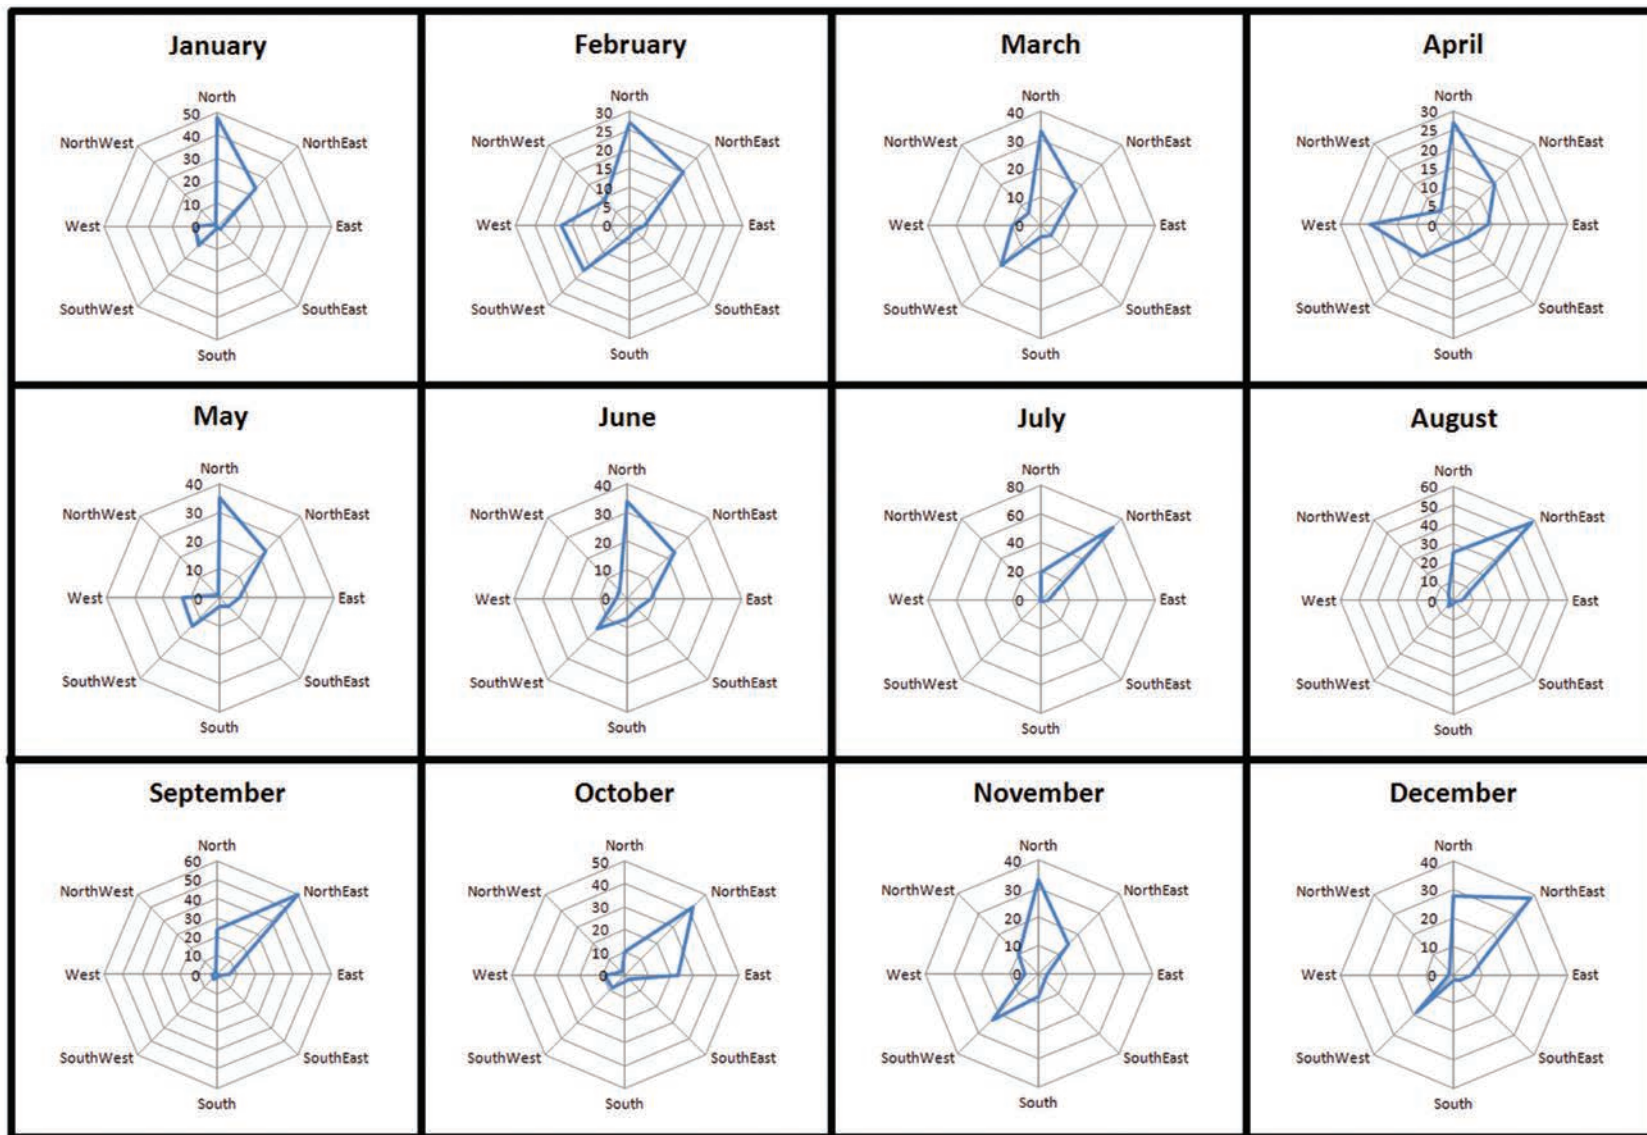 January
North
50
40
30
20
10
0
NorthWest
NorthEast
West
East
SouthWest
SouthEast
South
February
North
30
25
20
15
10
5
0
NorthWest
NorthEast
West
East
SouthWest
SouthEast
South
March
North
40
30
20
10
0
NorthWest
NorthEast
West
East
SouthWest
SouthEast
South
April
North
30
25
20
15
10
5
0
NorthWest
NorthEast
West
East
SouthWest
SouthEast
South
May
North
40
30
20
10
0
NorthWest
NorthEast
West
East
SouthWest
SouthEast
South
June
North
40
30
20
10
0
NorthWest
NorthEast
West
East
SouthWest
SouthEast
South
July
North
80
60
40
20
0
NorthWest
NorthEast
West
East
SouthWest
SouthEast
South
August
North
60
50
40
30
20
10
0
NorthWest
NorthEast
West
East
SouthWest
SouthEast
South
September
North
60
50
40
30
20
10
0
NorthWest
NorthEast
West
East
SouthWest
SouthEast
South
October
North
50
40
30
20
10
0
NorthWest
NorthEast
West
East
SouthWest
SouthEast
South
November
North
40
30
20
10
0
NorthWest
NorthEast
West
East
SouthWest
SouthEast
South
December
North
40
30
20
10
0
NorthWest
NorthEast
West
East
SouthWest
SouthEast
South